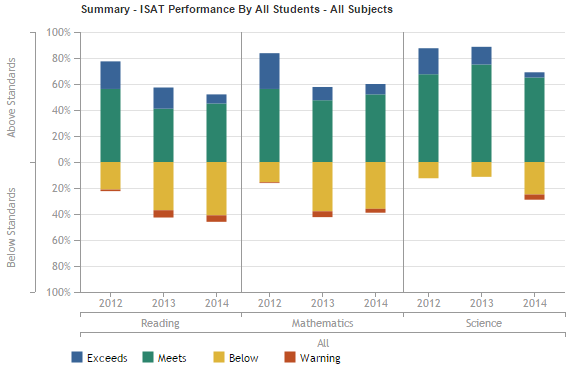 Summary - ISAT Performance By All Students - All Subjects
Above Standards
Below Standards
100%
80%
60%
40%
20%
0%
20%
40%
60%
80%
100%
2012 2013 2014 2012 2013 2014 2012 2013 2014
Reading Mathematics Science
All
Exceeds Meets Below Warning